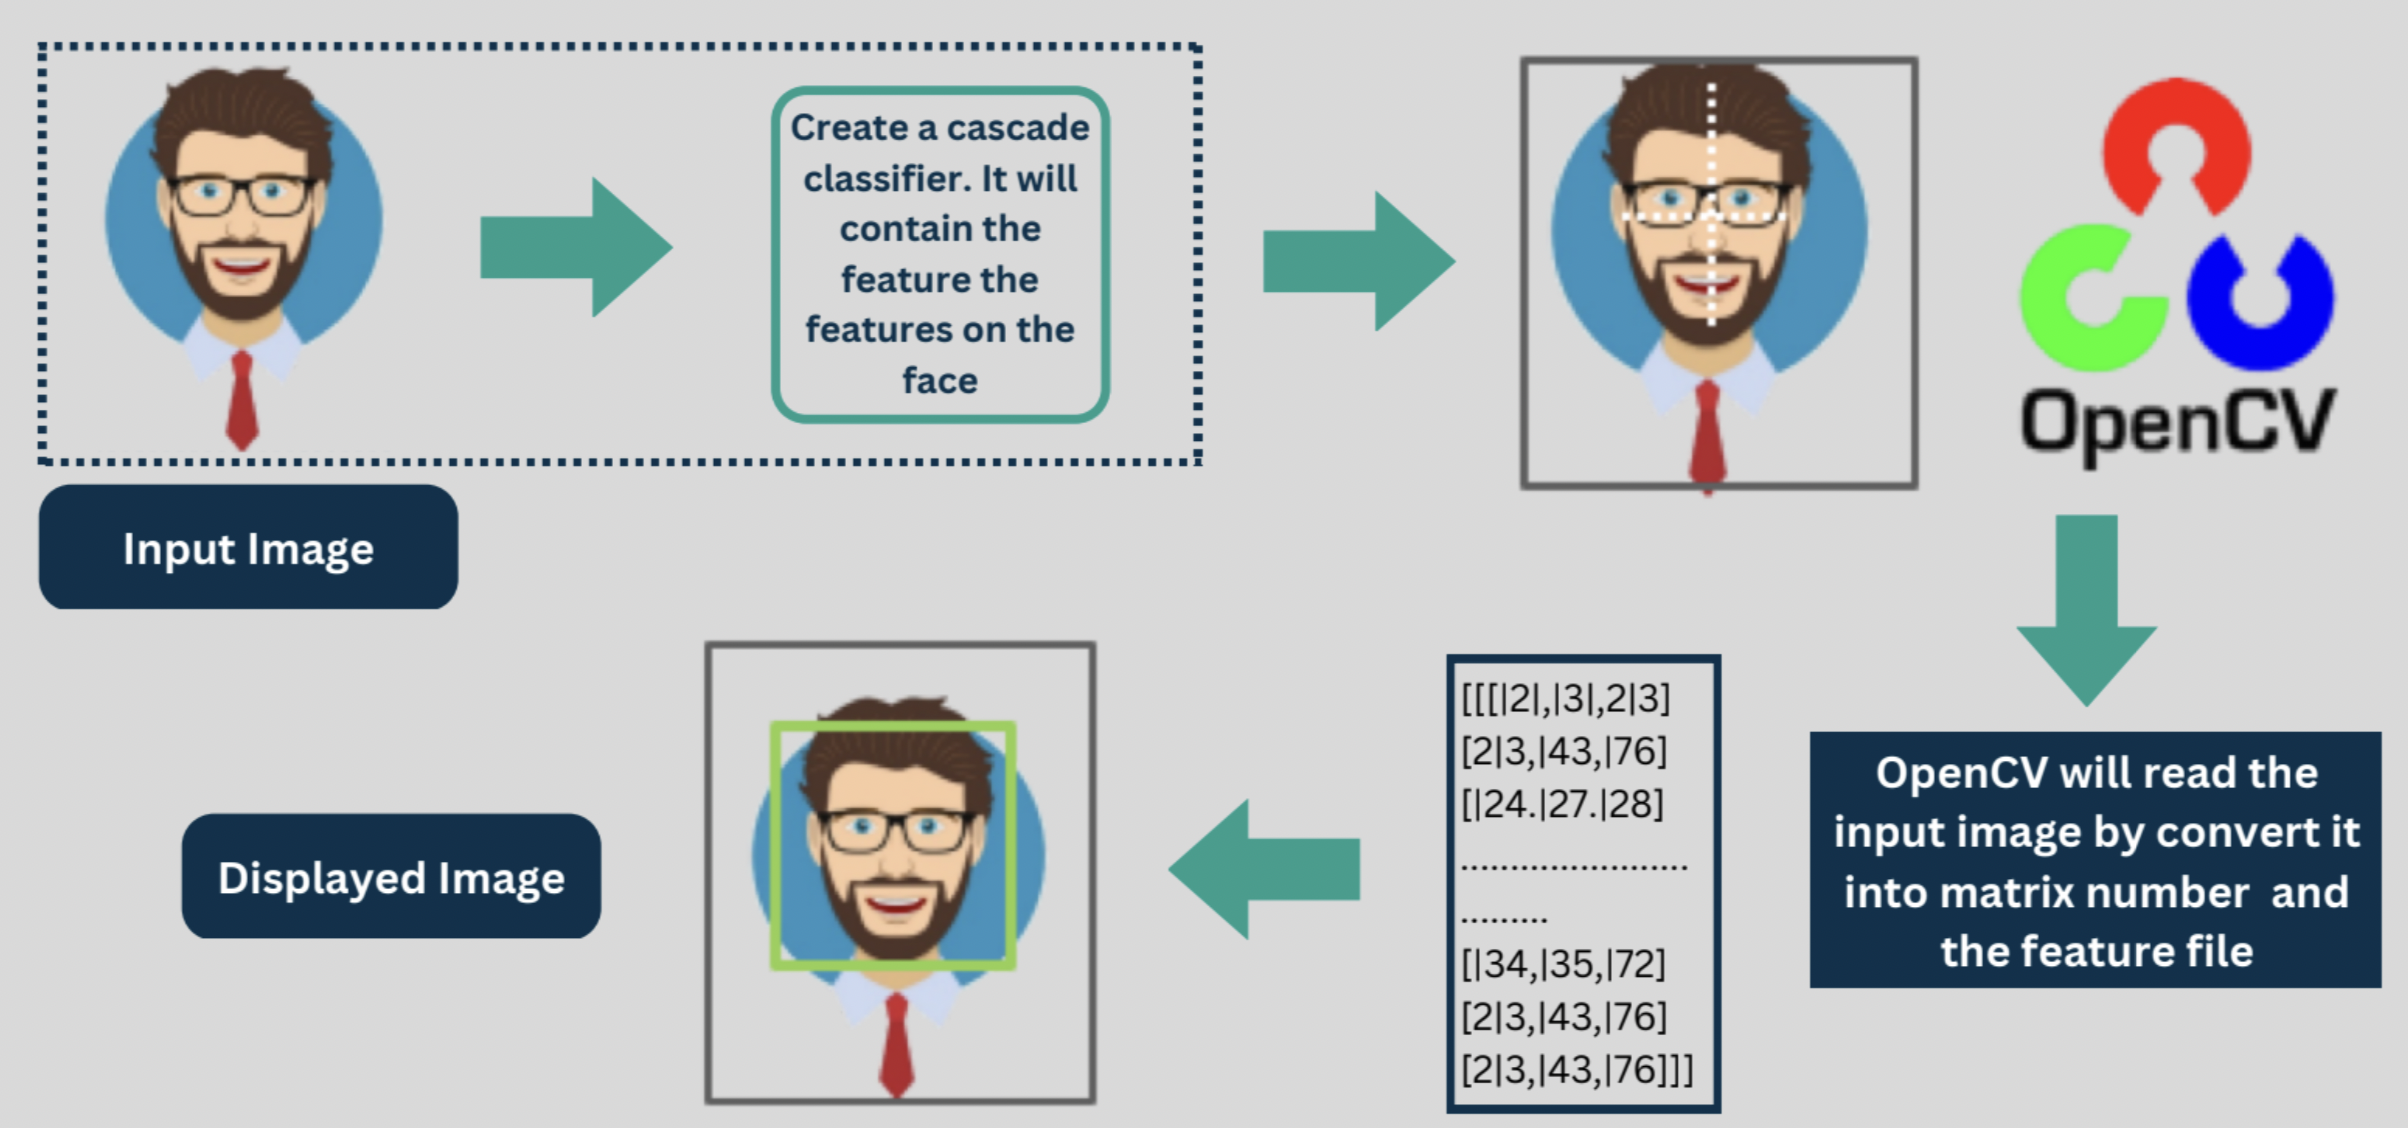 Create a cascade
classifier. It will
contain the
feature the
features on the
face
OpenCV
Input Image
OpenCV will read the
input image by convert it
into matrix number and
the feature file
[[[|2|,|3|,2|3]
[2|3,|43,|76]
[|24.|27.|28]
.......................
.........
[|34,|35,|72]
[2|3,|43,|76]
[2|3,|43,|76]]]
Displayed Image